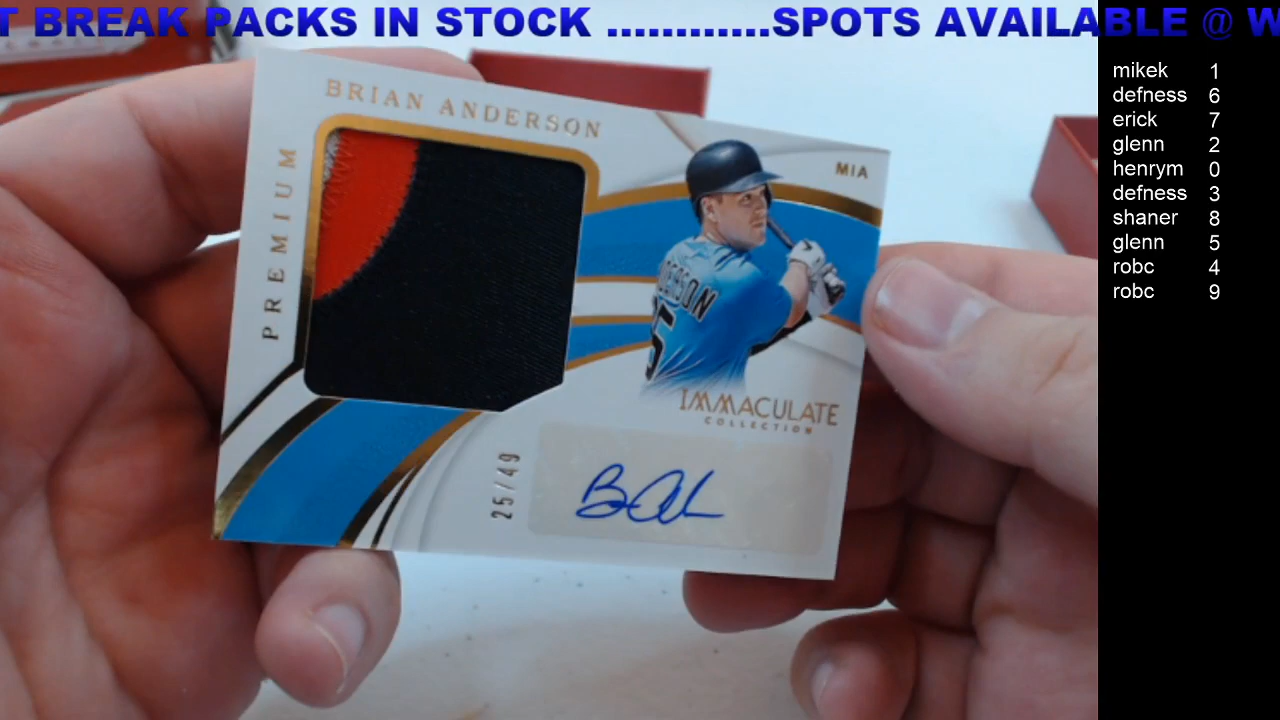 T BREAK PACKS IN STOCK ............SPOTS AVAILABLE @ W
mikek 1
defness 6
erick 7
glenn 2
henrym 0
defness 3
shaner 8
glenn 5
robc 4
robc 9
BRIAN ANDERSON
PREMIUM
MIA
IMMACULATE
COLLECTION
25/49